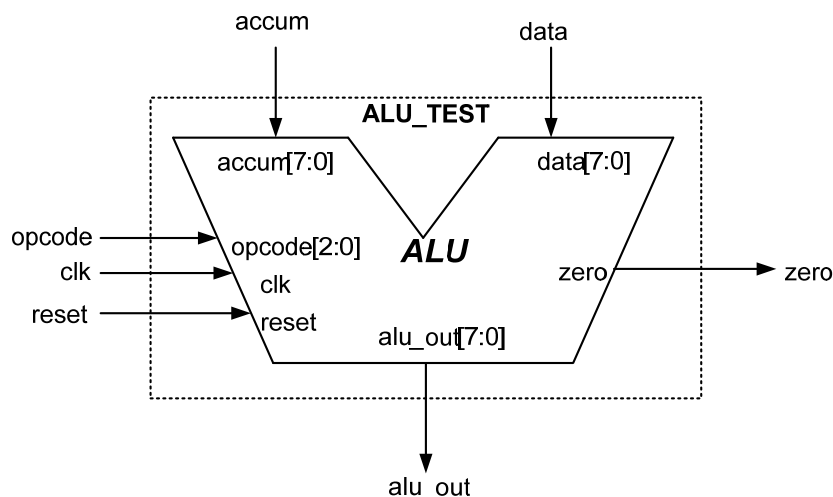 accum
data
ALU_TEST
accum[7:0]
data[7:0]
opcode
opcode[2:0]
ALU
clk
clk
zero
zero
reset
reset
alu_out[7:0]
alu_out